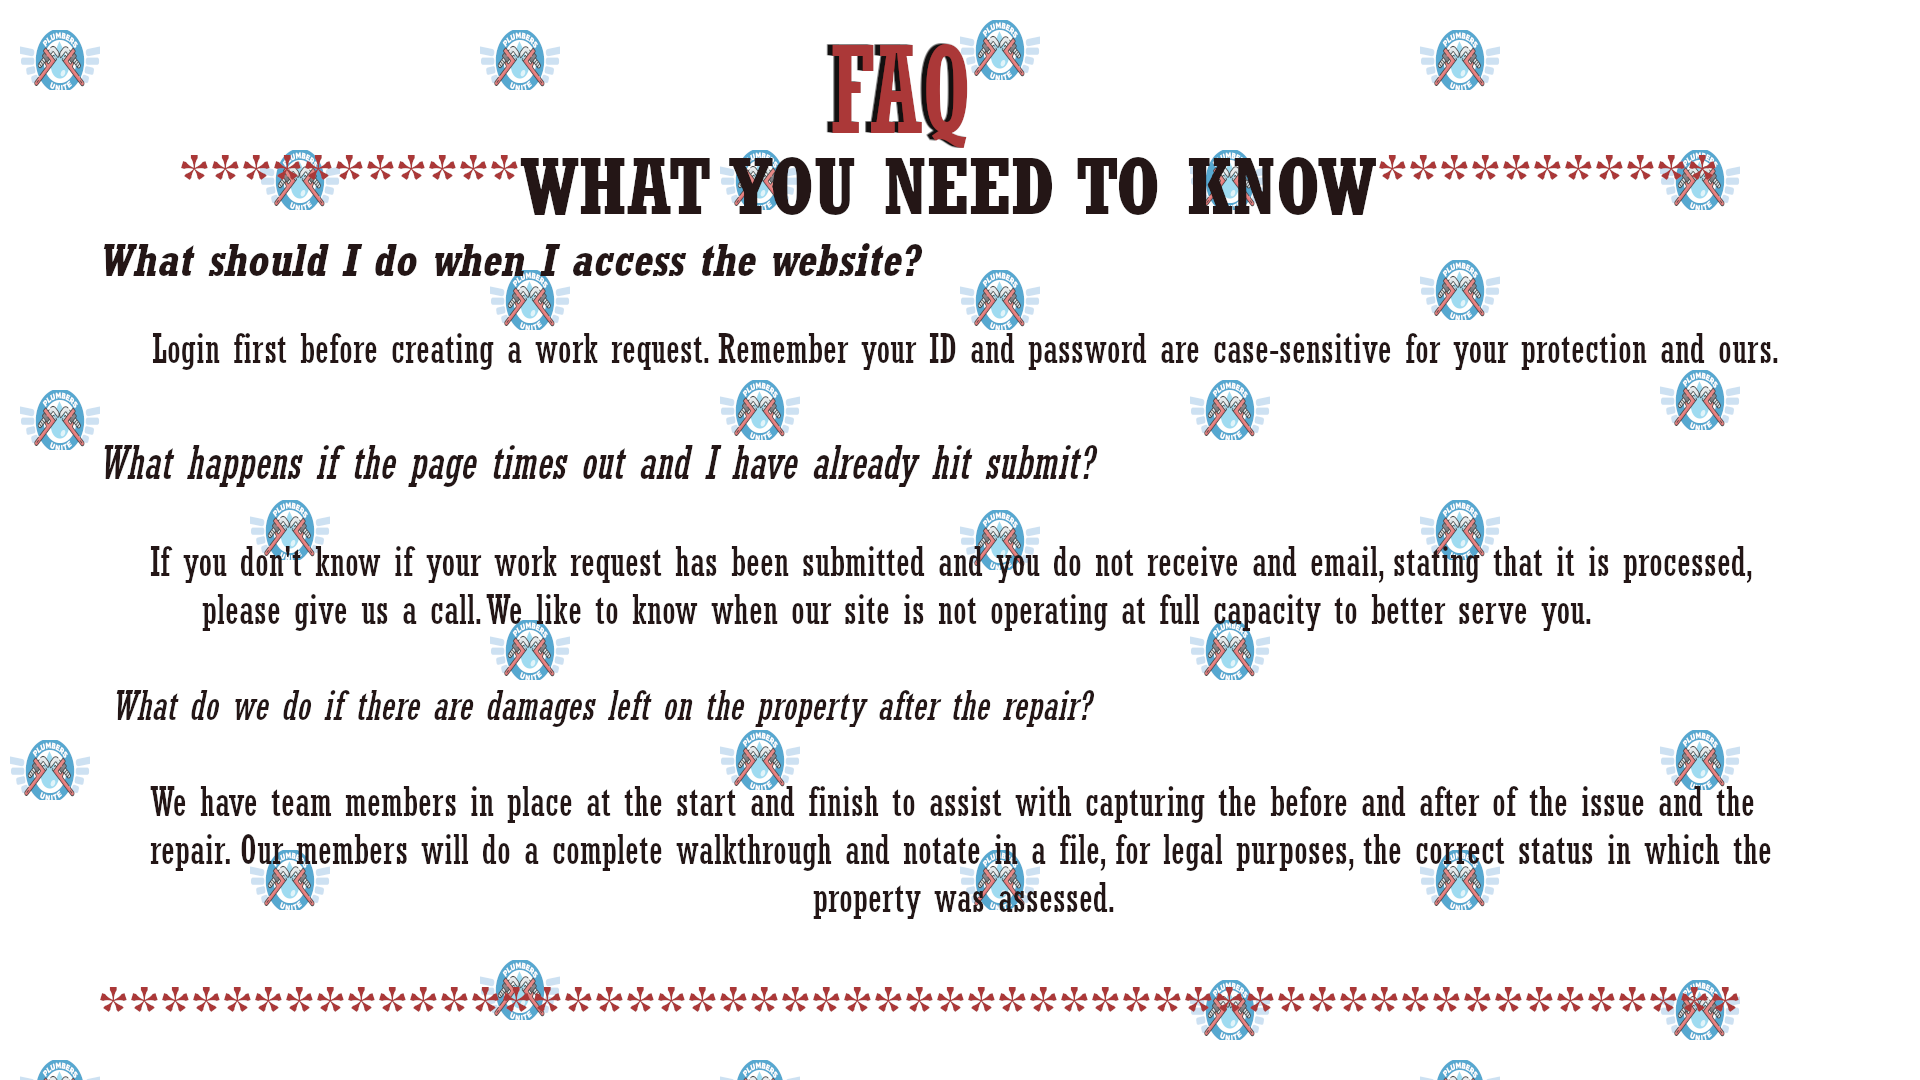 FAQ
***********WHAT YOU NEED TO KNOW***********
What should I do when I access the website?
Login first before creating a work request. Remember your ID and password are case-sensitive for your protection and ours.
What happens if the page times out and I have already hit submit?
If you don't know if your work request has been submitted and you do not receive and email, stating that it is processed,
please give us a call. We like to know when our site is not operating at full capacity to better serve you.
What do we do if there are damages left on the property after the repair?
We have team members in place at the start and finish to assist with capturing the before and after of the issue and the
repair. Our members will do a complete walkthrough and notate in a file, for legal purposes, the correct status in which the
property was assessed.
*****************************************************
PLUMBERS
UNITE